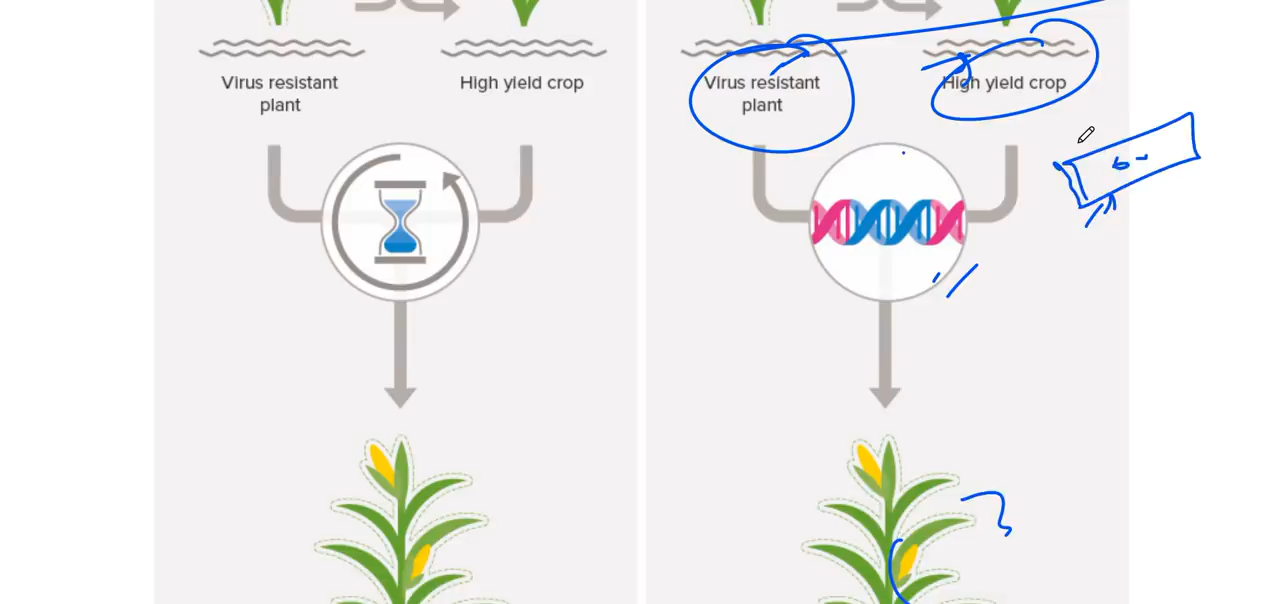 Virus resistant
plant
High yield crop
Virus resistant
plant
High yield crop